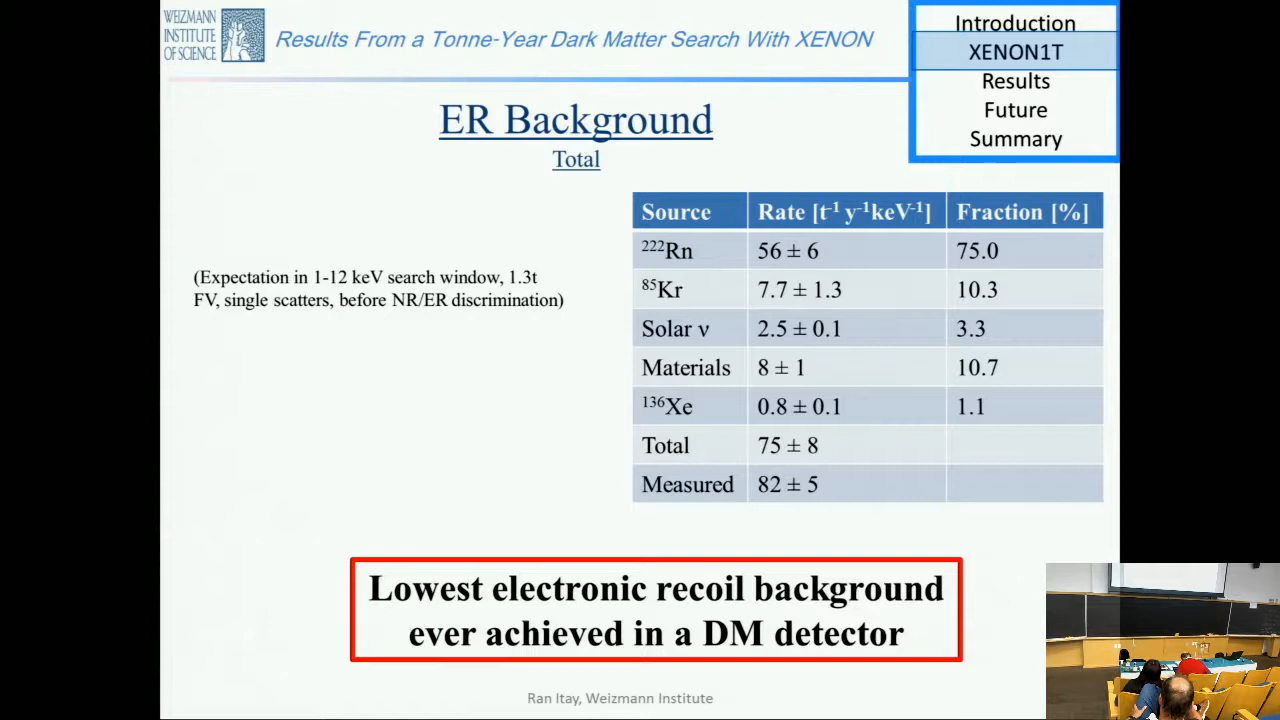 WEIZMANN
INSTITUTE
OF SCIENCE
Results From a Tonne-Year Dark Matter Search With XENON
Introduction
XENON1T
Results
Future
Summary
ER Background
Total
(Expectation in 1-12 keV search window, 1.3t
FV, single scatters, before NR/ER discrimination)
Source Rate [t⁻¹ y⁻¹keV⁻¹] Fraction [%]
²²²Rn 56 ± 6 75.0
⁸⁵Kr 7.7 ± 1.3 10.3
Solar ν 2.5 ± 0.1 3.3
Materials 8 ± 1 10.7
¹³⁶Xe 0.8 ± 0.1 1.1
Total 75 ± 8
Measured 82 ± 5
Lowest electronic recoil background
ever achieved in a DM detector
Ran Itay, Weizmann Institute